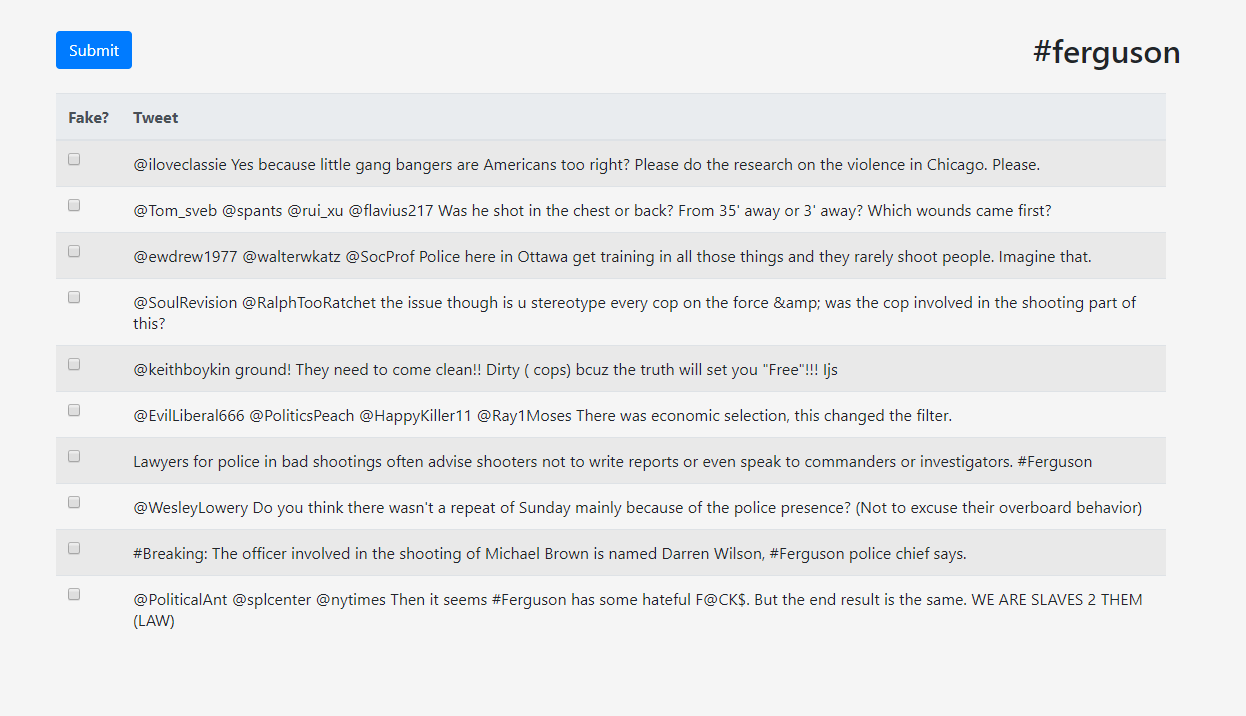 Submit
#ferguson
Fake? Tweet
@iloveclassie Yes because little gang bangers are Americans too right? Please do the research on the violence in Chicago. Please.
@Tom_sveb @spants @rui_xu @flavius217 Was he shot in the chest or back? From 35' away or 3' away? Which wounds came first?
@ewdrew1977 @walterwkatz @SocProf Police here in Ottawa get training in all those things and they rarely shoot people. Imagine that.
@SoulRevision @RalphTooRatchet the issue though is u stereotype every cop on the force &amp; was the cop involved in the shooting part of
this?
@keithboykin ground! They need to come clean!! Dirty ( cops) bcuz the truth will set you "Free"!!! Ijs
@EvilLiberal666 @PoliticsPeach @HappyKiller11 @Ray1Moses There was economic selection, this changed the filter.
Lawyers for police in bad shootings often advise shooters not to write reports or even speak to commanders or investigators. #Ferguson
@WesleyLowery Do you think there wasn't a repeat of Sunday mainly because of the police presence? (Not to excuse their overboard behavior)
#Breaking: The officer involved in the shooting of Michael Brown is named Darren Wilson, #Ferguson police chief says.
@PoliticalAnt @splcenter @nytimes Then it seems #Ferguson has some hateful F@CK$. But the end result is the same. WE ARE SLAVES 2 THEM
(LAW)